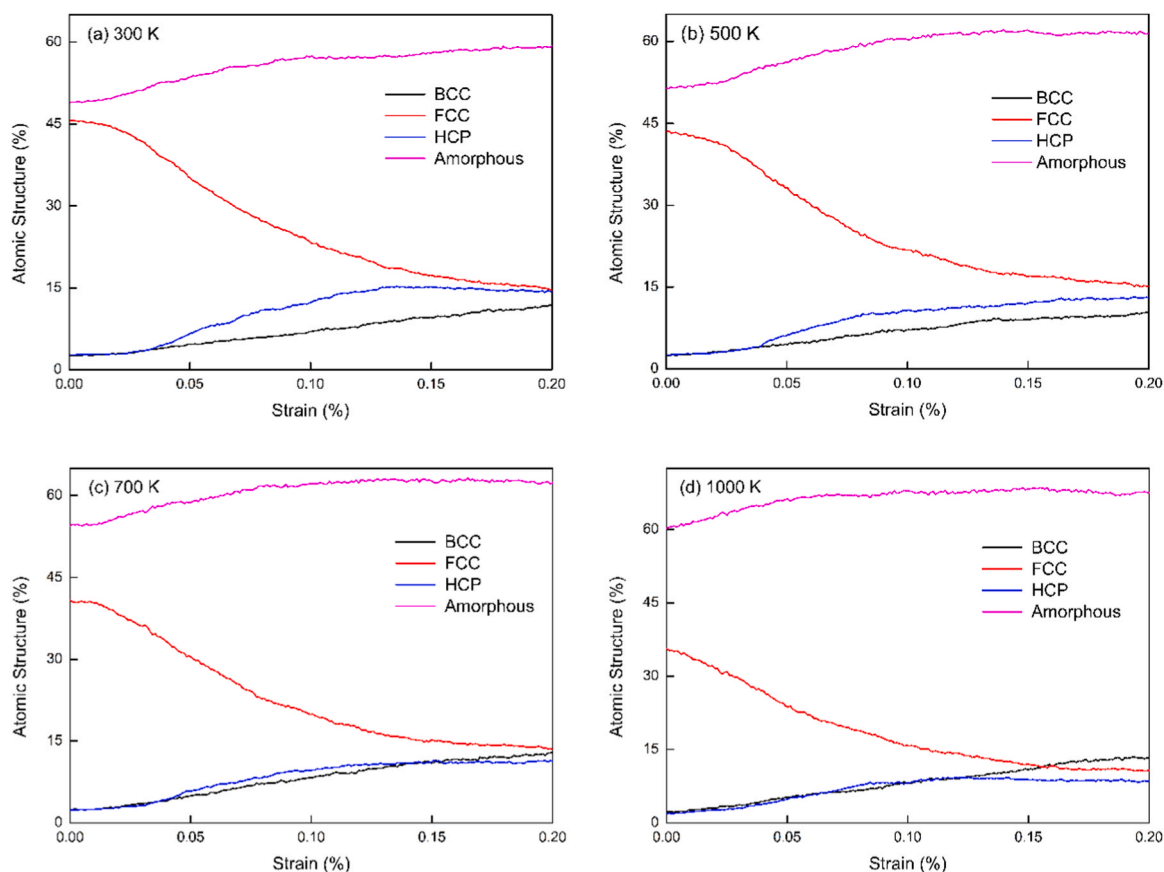 (a) 300 K
60
45
30
15
0
Atomic Structure (%)
BCC
FCC
HCP
Amorphous
0.00 0.05 0.10 0.15 0.20
Strain (%)
(b) 500 K
60
45
30
15
0
Atomic Structure (%)
BCC
FCC
HCP
Amorphous
0.00 0.05 0.10 0.15 0.20
Strain (%)
(c) 700 K
60
45
30
15
0
Atomic Structure (%)
BCC
FCC
HCP
Amorphous
0.00 0.05 0.10 0.15 0.20
Strain (%)
(d) 1000 K
60
45
30
15
0
Atomic Structure (%)
BCC
FCC
HCP
Amorphous
0.00 0.05 0.10 0.15 0.20
Strain (%)